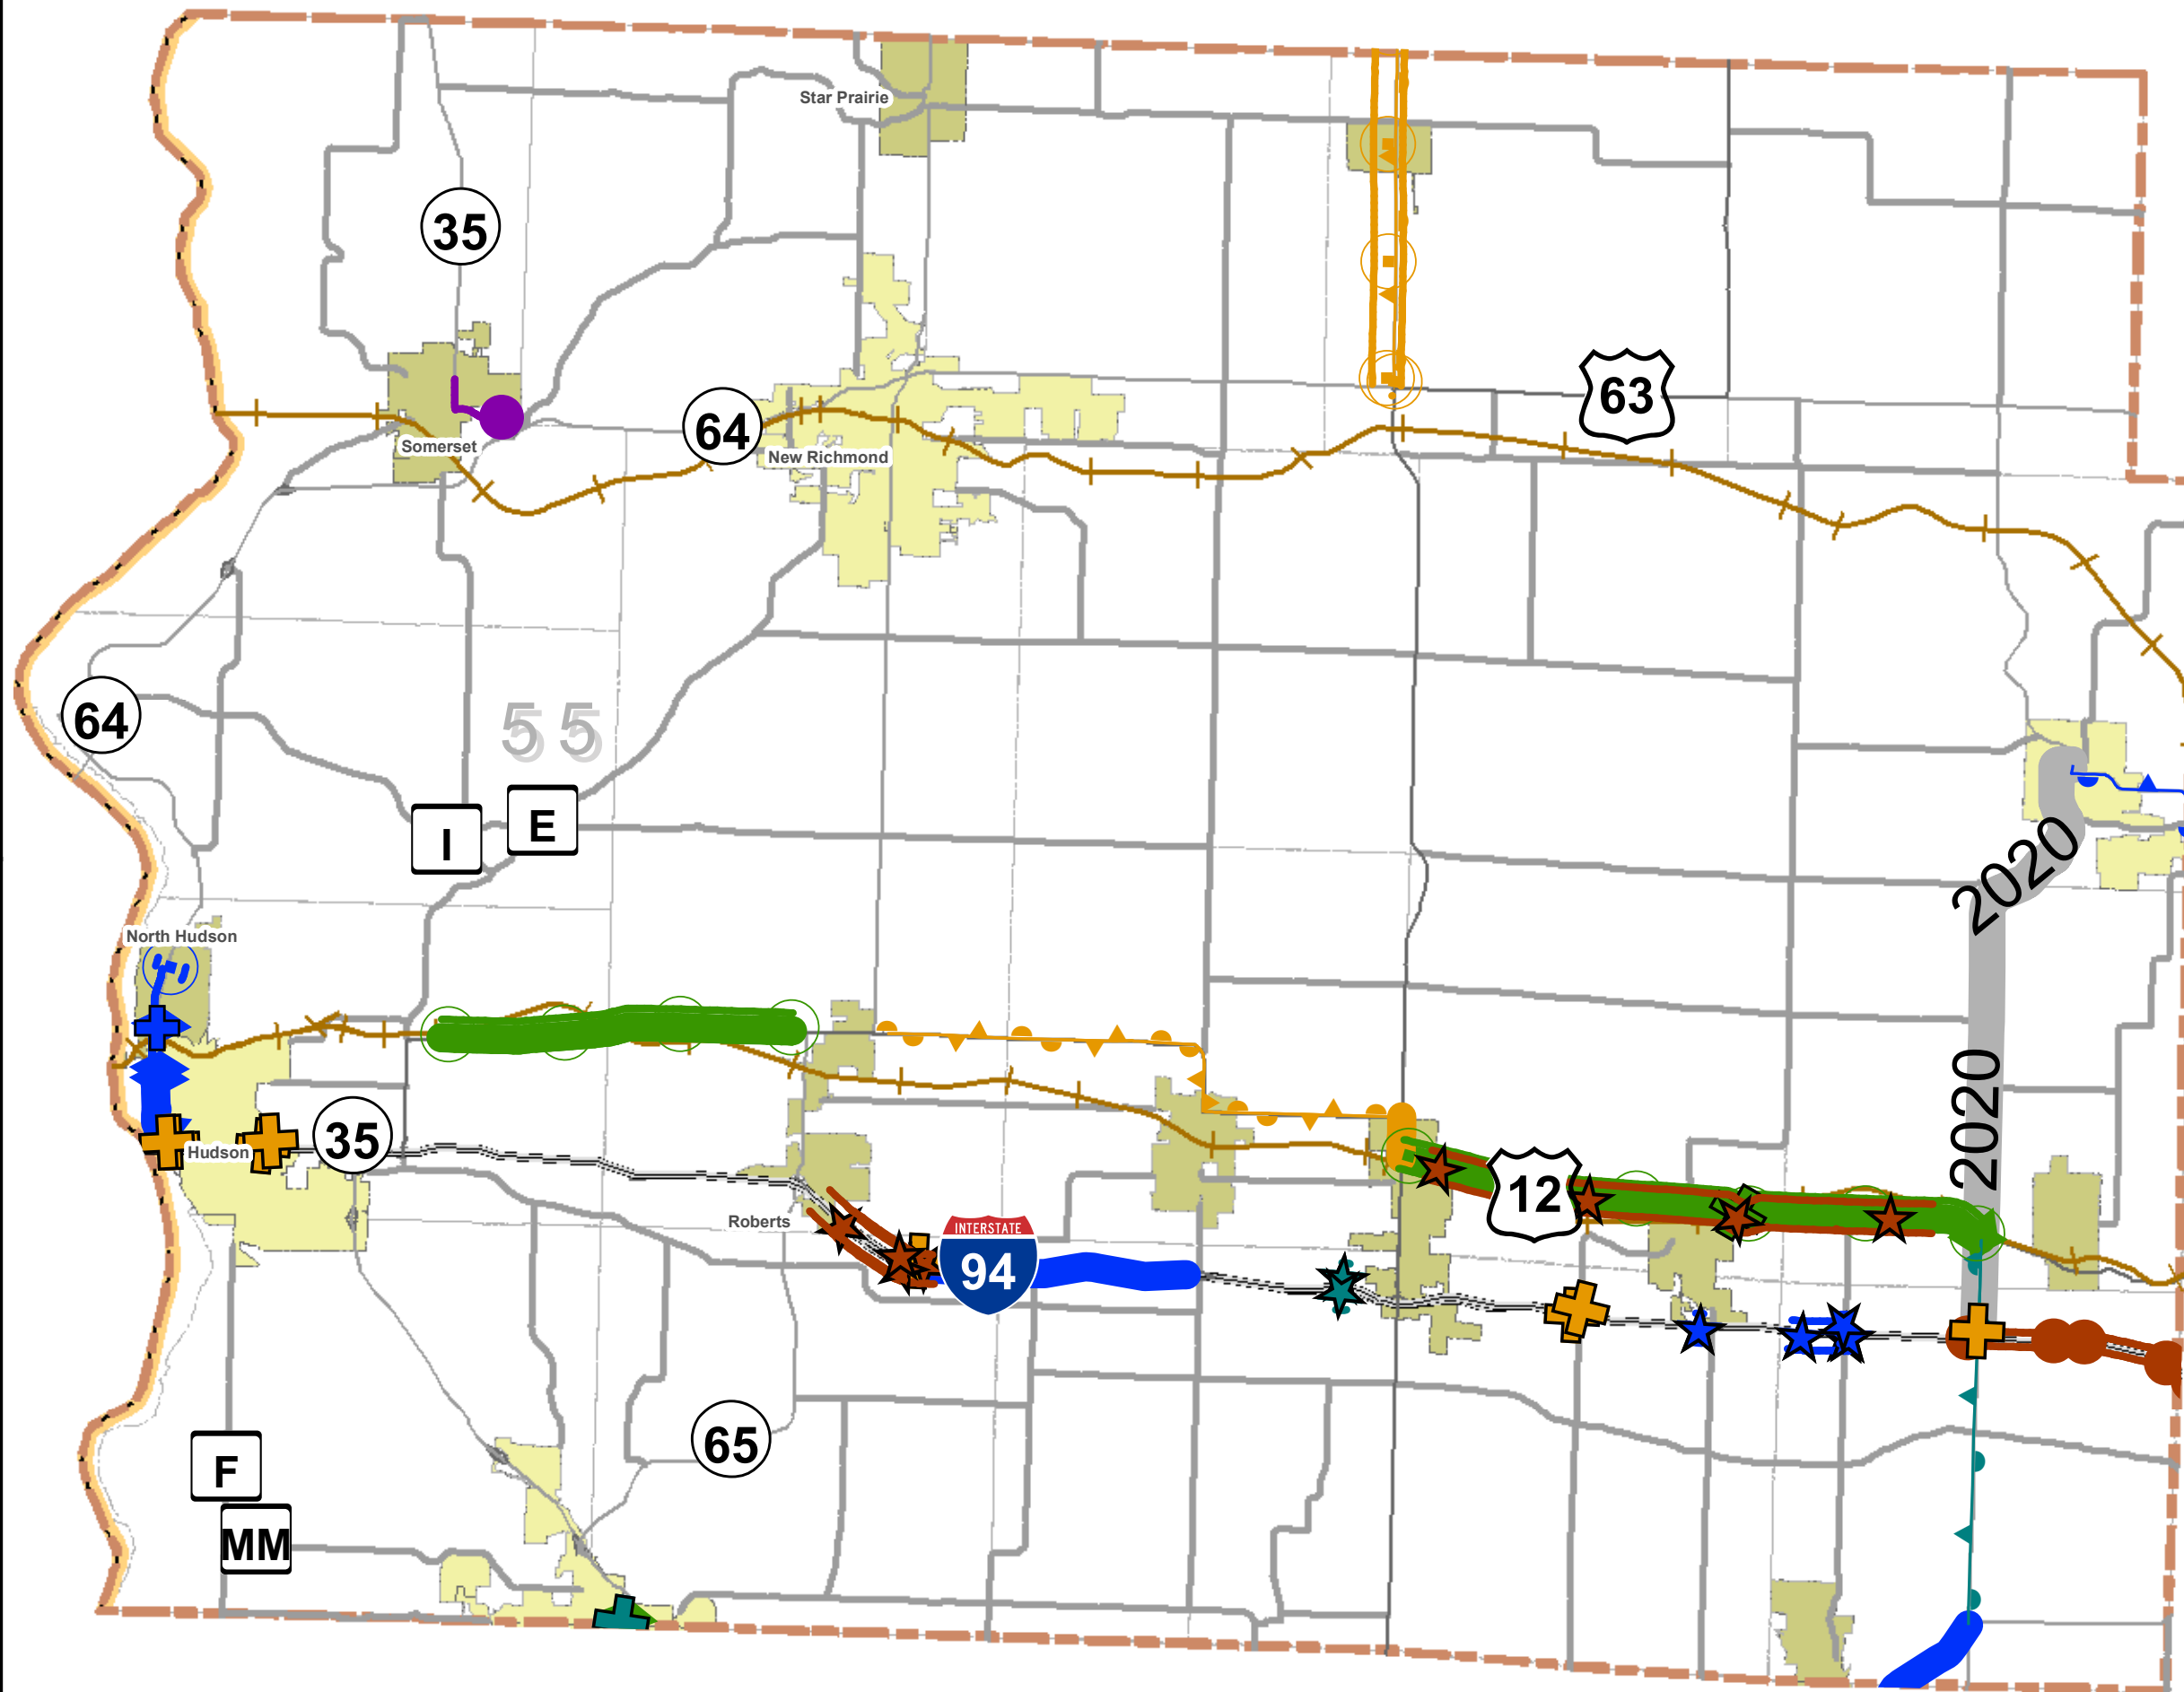 Star Prairie
35
63
64
Somerset
New Richmond
64
55
E
I
2020
North Hudson
2020
35
Hudson
12
Roberts
INTERSTATE
94
65
F
MM